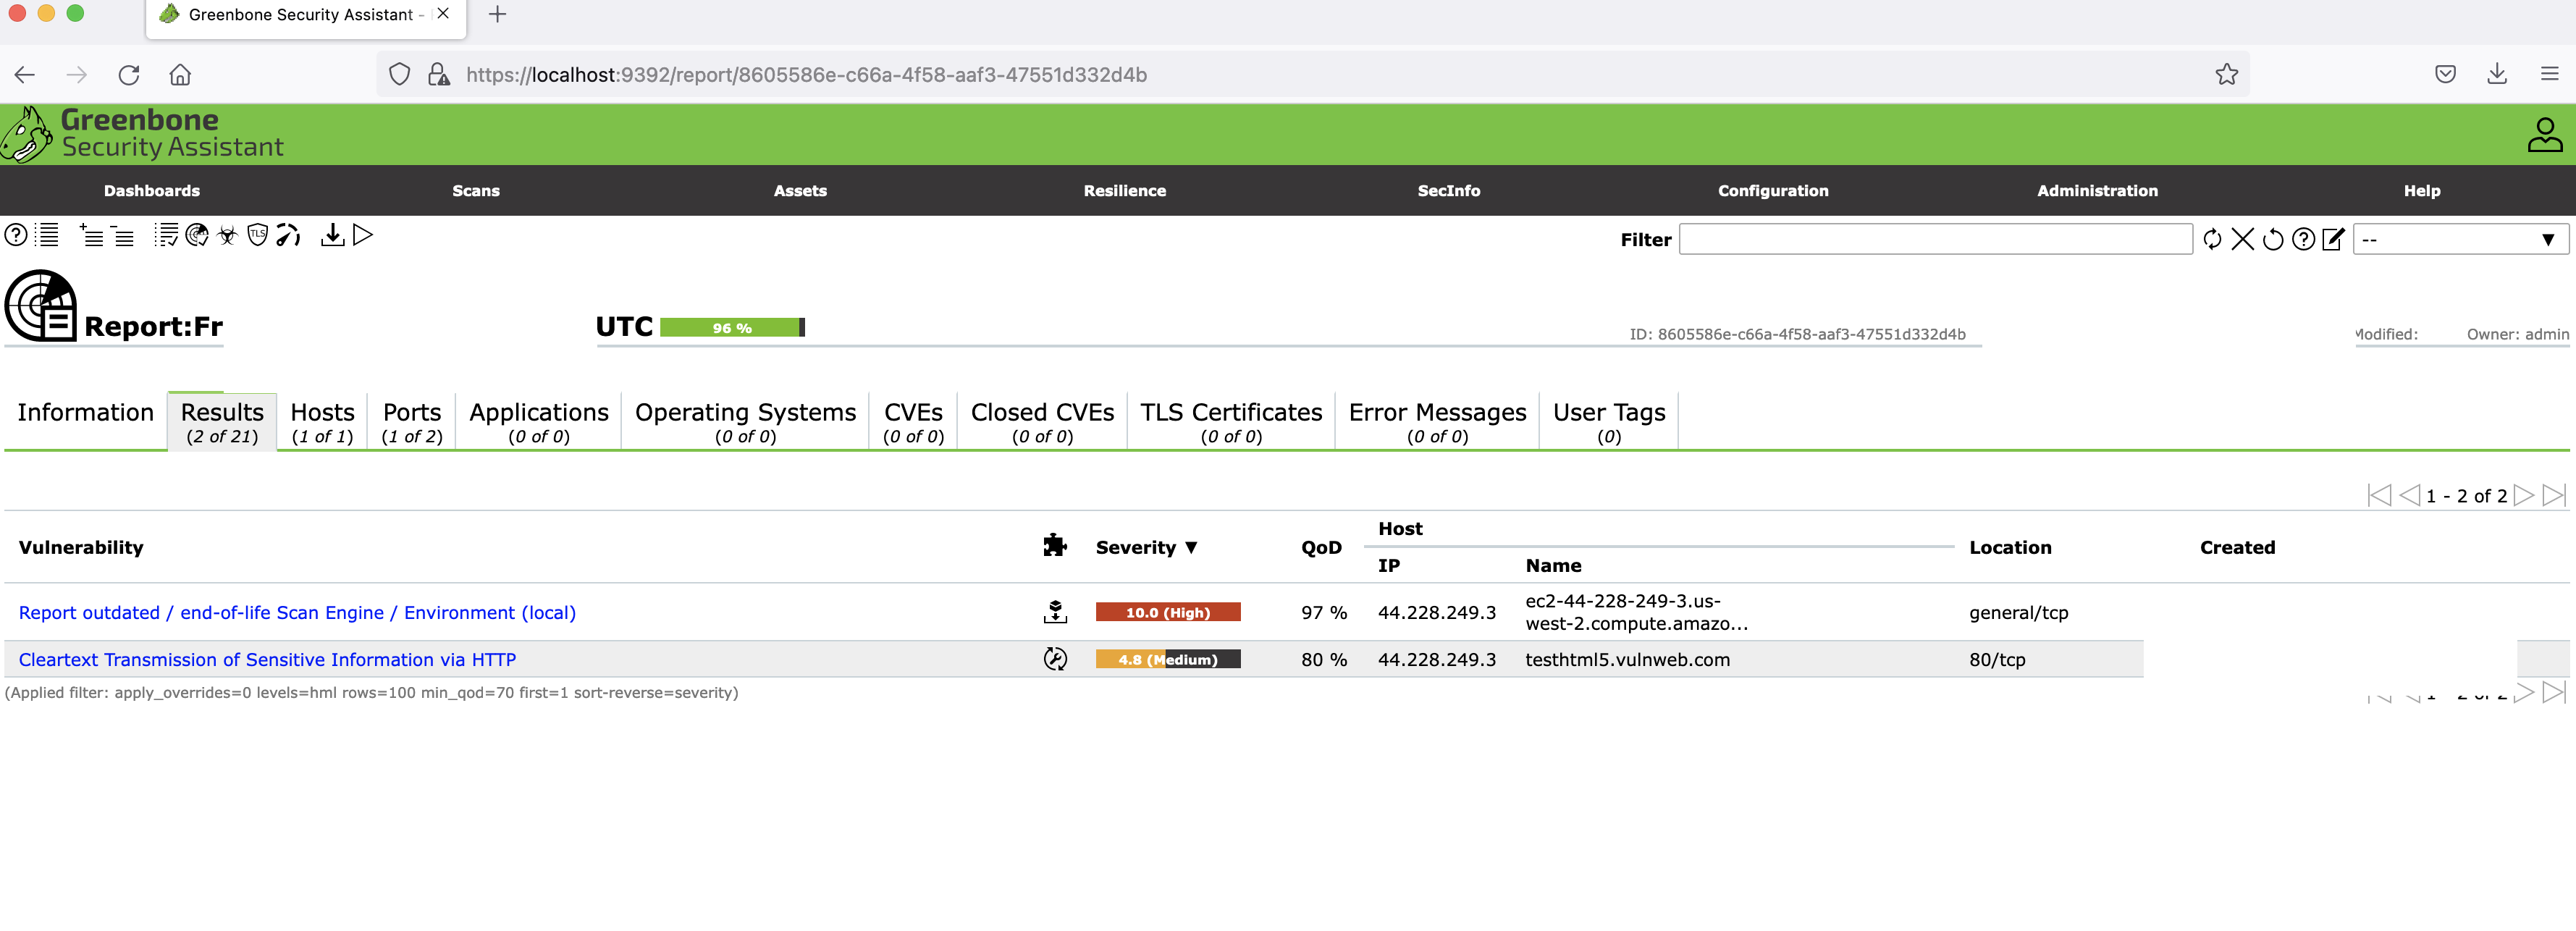 Greenbone Security Assistant -
https://localhost:9392/report/8605586e-c66a-4f58-aaf3-47551d332d4b
Greenbone
Security Assistant
Dashboards Scans Assets Resilience SecInfo Configuration Administration Help
TLS
Filter --
Report:Fr UTC 96 % ID: 8605586e-c66a-4f58-aaf3-47551d332d4b Modified: Owner: admin
Information Results Hosts Ports Applications Operating Systems CVEs Closed CVEs TLS Certificates Error Messages User Tags
(2 of 21) (1 of 1) (1 of 2) (0 of 0) (0 of 0) (0 of 0) (0 of 0) (0 of 0) (0 of 0) (0)
1 - 2 of 2
Host
Vulnerability Severity ▼ QoD Location Created
IP Name
Report outdated / end-of-life Scan Engine / Environment (local) 10.0 (High) 97 % 44.228.249.3 ec2-44-228-249-3.us-
west-2.compute.amazo... general/tcp
Cleartext Transmission of Sensitive Information via HTTP 4.8 (Medium) 80 % 44.228.249.3 testhtml5.vulnweb.com 80/tcp
(Applied filter: apply_overrides=0 levels=hml rows=100 min_qod=70 first=1 sort-reverse=severity)
1 - 2 of 2